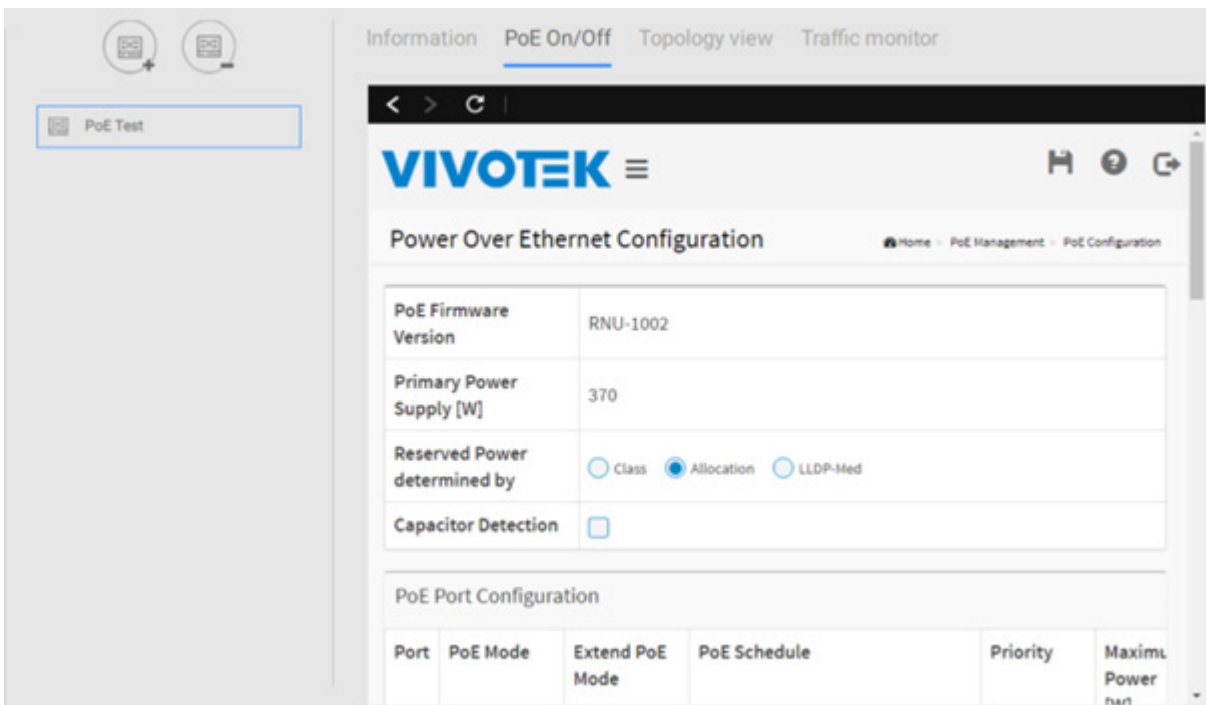 Information PoE On/Off Topology view Traffic monitor
PoE Test
VIVOTEK
Power Over Ethernet Configuration
Home PoE Management PoE Configuration
PoE Firmware
Version
RNU-1002
Primary Power
Supply [W]
370
Reserved Power
determined by
Class Allocation LLDP-Med
Capacitor Detection
PoE Port Configuration
Port PoE Mode Extend PoE
Mode
PoE Schedule Priority
Power